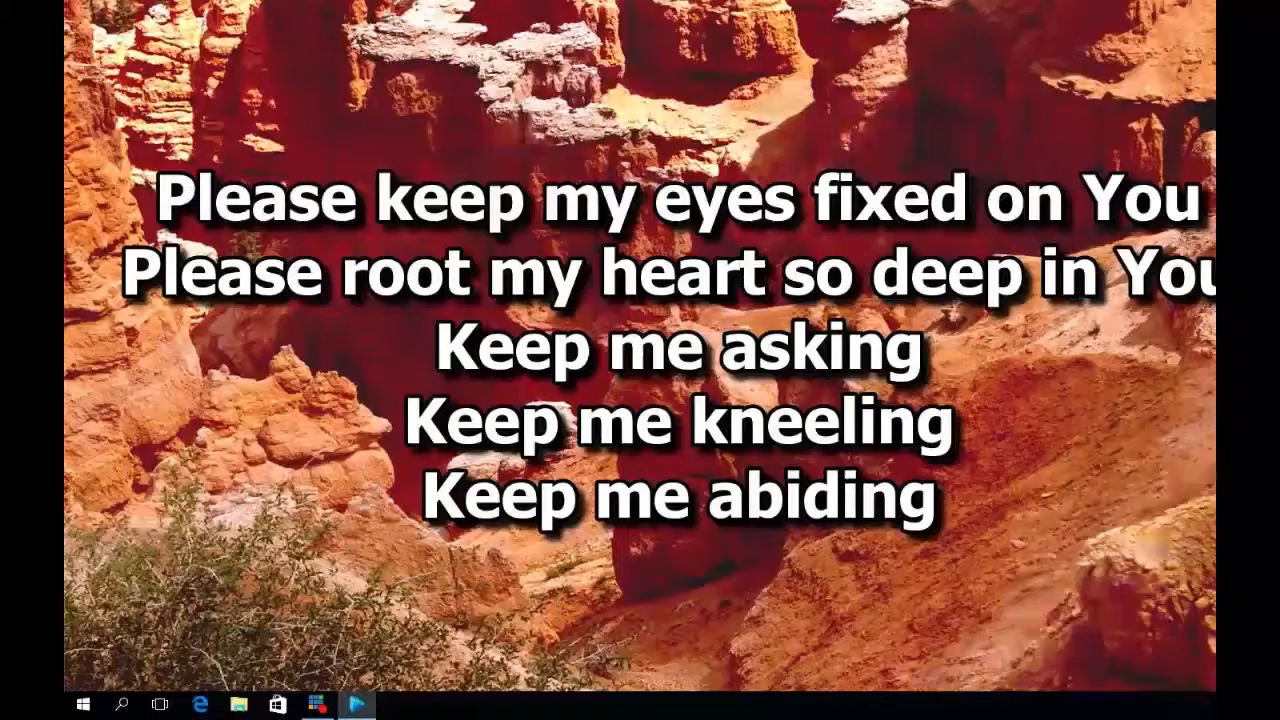 Please keep my eyes fixed on You
Please root my heart so deep in You
Keep me asking
Keep me kneeling
Keep me abiding